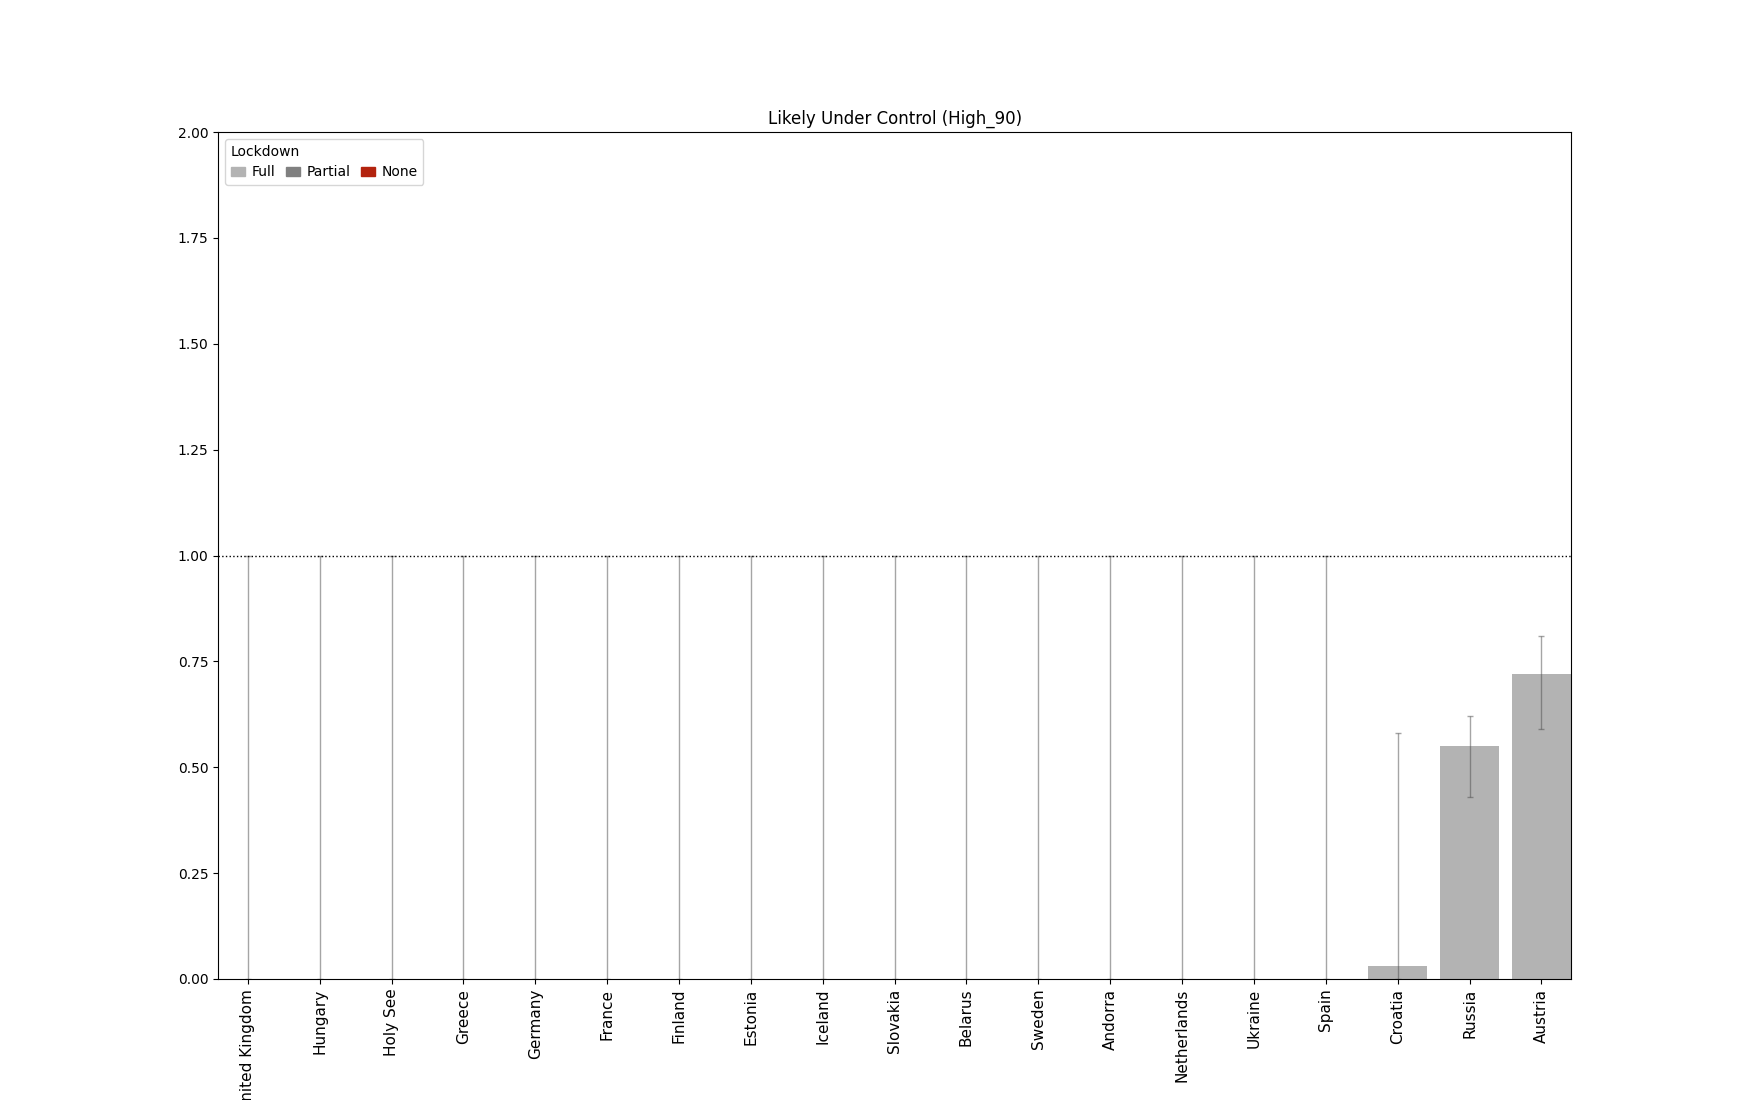 Likely Under Control (High_90)
2.00
Lockdown
Full Partial None
1.75
1.50
1.25
1.00
0.75
0.50
0.25
0.00
nited Kingdom
Hungary
Holy See
Greece
Germany
France
Finland
Estonia
Iceland
Slovakia
Belarus
Sweden
Andorra
Netherlands
Ukraine
Spain
Croatia
Russia
Austria